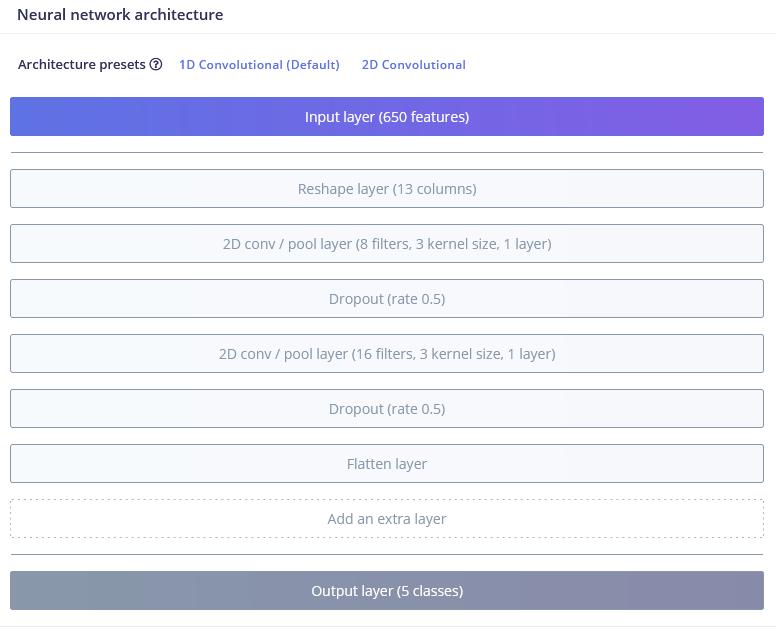 Neural network architecture
Architecture presets ? 1D Convolutional (Default) 2D Convolutional
Input layer (650 features)
Reshape layer (13 columns)
2D conv / pool layer (8 filters, 3 kernel size, 1 layer)
Dropout (rate 0.5)
2D conv / pool layer (16 filters, 3 kernel size, 1 layer)
Dropout (rate 0.5)
Flatten layer
Add an extra layer
Output layer (5 classes)